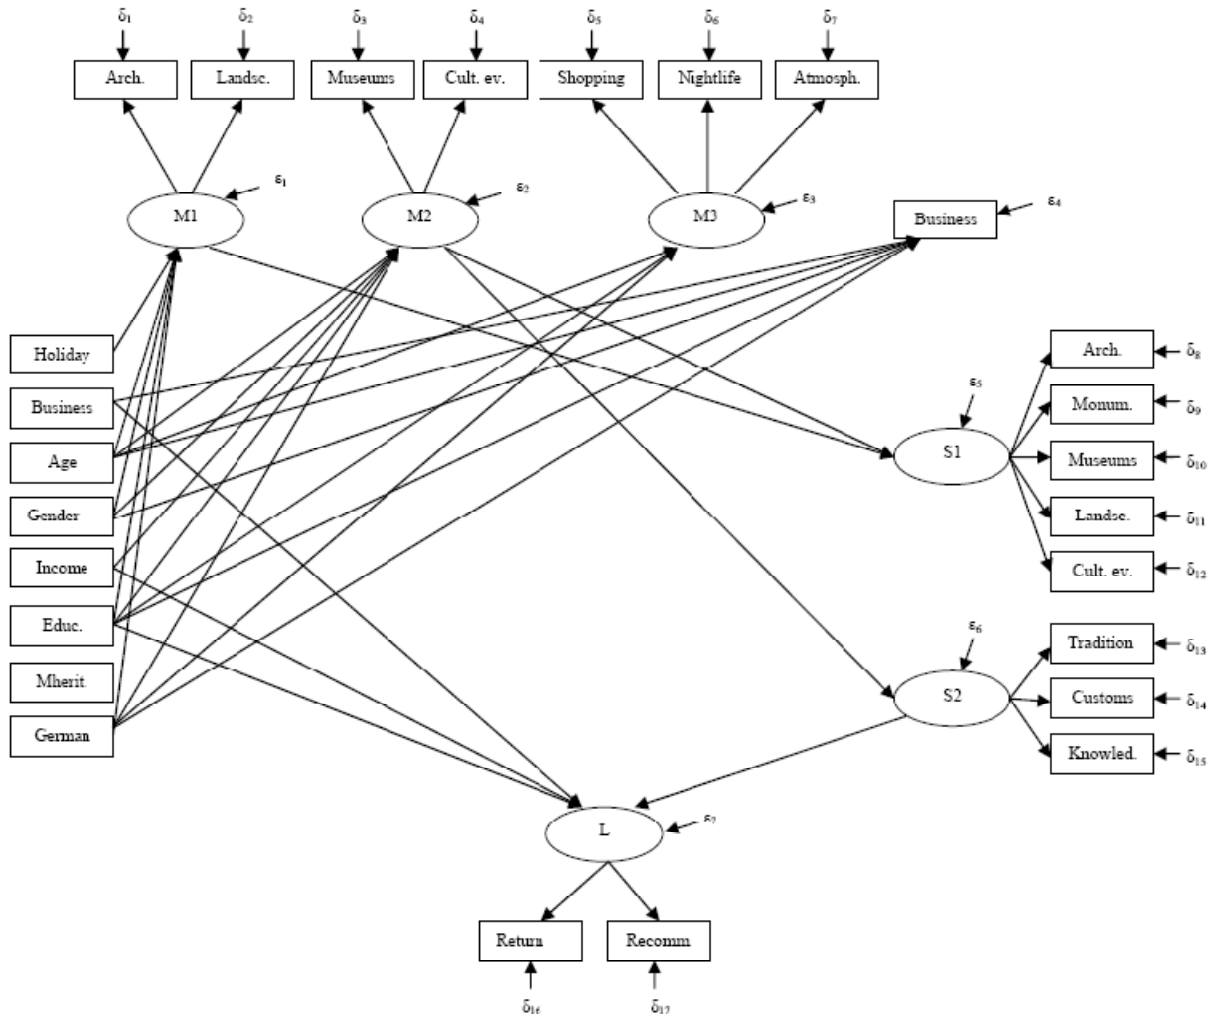 δ1 δ2 δ3 δ4 δ5 δ6 δ7
Arch. Landsc. Museums Cult. ev. Shopping Nightlife Atmosph.
ε1 ε2 ε3 ε4
M1 M2 M3 Business
Holiday
Business
Age
Gender
Income
Educ.
Mherit.
German
ε5
S1
Arch. δ8
Monum. δ9
Museums δ10
Landsc. δ11
Cult. ev. δ12
ε6
S2
Tradition δ13
Customs δ14
Knowled. δ15
L ε7
Return Recomm
δ16 δ17